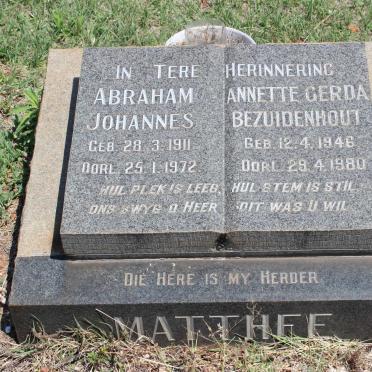 IN TERE HERINNERING
ABRAHAM ANNETTE GERDA
JOHANNES BEZUIDENHOUT
GEB. 28.3.1911 GEB. 12.4.1946
OORL. 25.1.1972 OORL. 29.4.1980
HUL PLEK IS LEEG, HUL STEM IS STIL
ONS SWYG O HEER DIT WAS U WIL
DIE HERE IS MY HERDER
MATTHEE